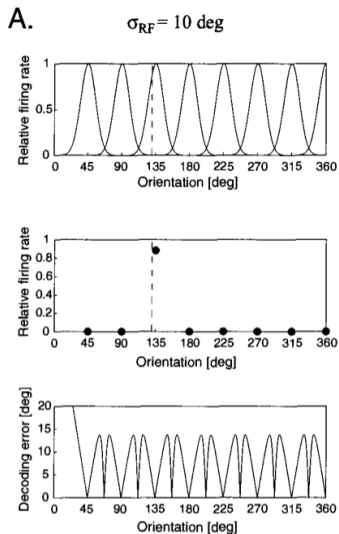 A.
σRF = 10 deg
Relative firing rate
1
0.5
0
0 45 90 135 180 225 270 315 360
Orientation [deg]
Relative firing rate
1
0.8
0.6
0.4
0.2
0
0 45 90 135 180 225 270 315 360
Orientation [deg]
Decoding error [deg]
20
15
10
5
0
0 45 90 135 180 225 270 315 360
Orientation [deg]